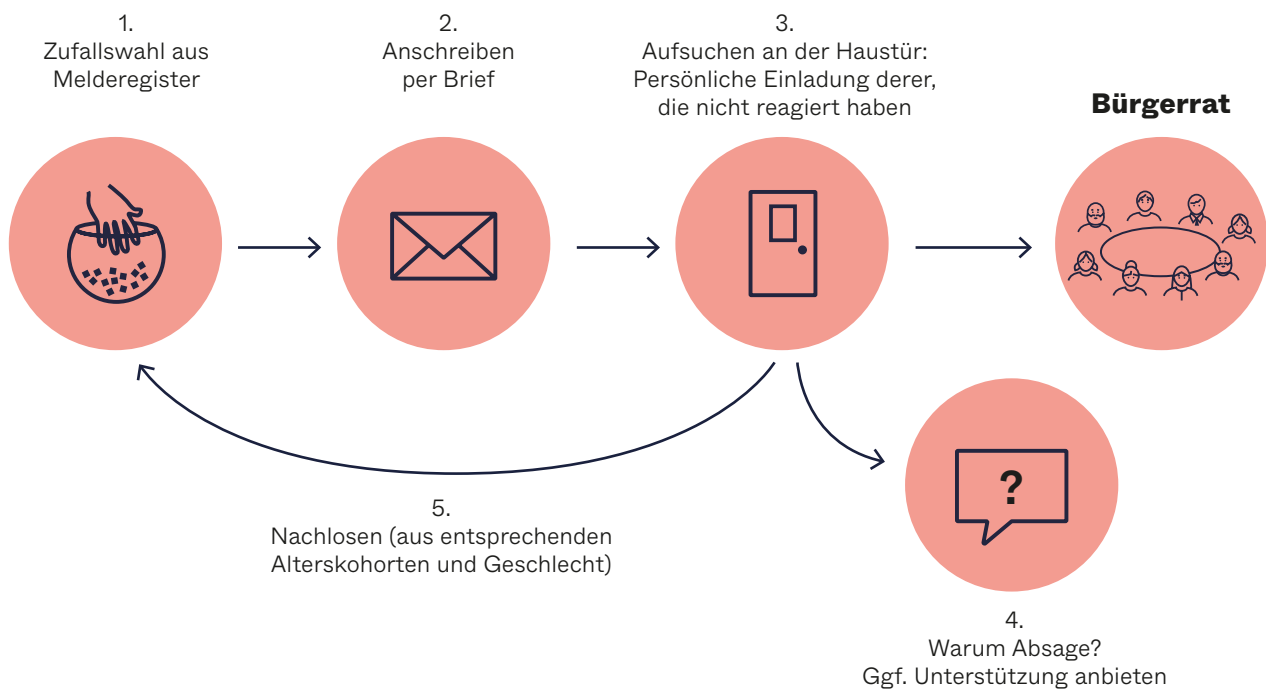 1.
Zufallswahl aus
Melderegister
2.
Anschreiben
per Brief
3.
Aufsuchen an der Haustür:
Persönliche Einladung derer,
die nicht reagiert haben
Bürgerrat
5.
Nachlosen (aus entsprechenden
Alterskohorten und Geschlecht)
?
4.
Warum Absage?
Ggf. Unterstützung anbieten